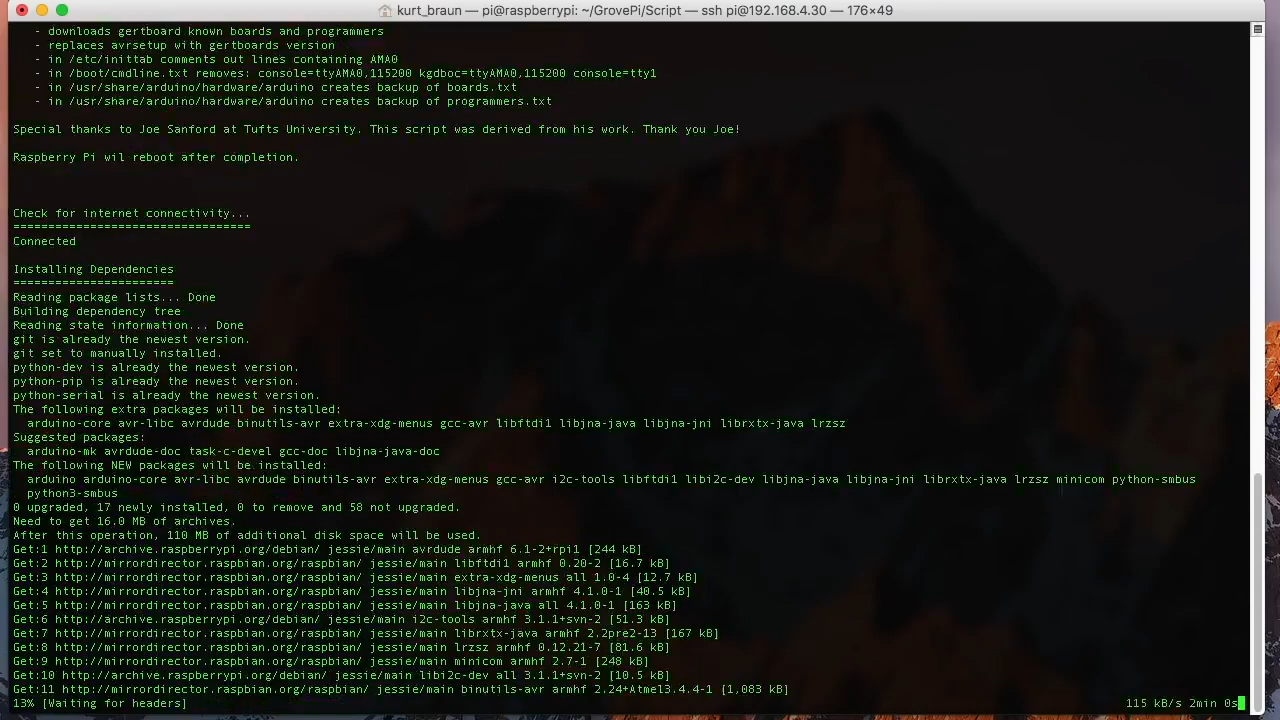 kurt_braun — pi@raspberrypi: ~/GrovePi/Script — ssh pi@192.168.4.30 — 176×49
- downloads gertboard known boards and programmers
- replaces avrsetup with gertboards version
- in /etc/inittab comments out lines containing AMA0
- in /boot/cmdline.txt removes: console=ttyAMA0,115200 kgdboc=ttyAMA0,115200 console=tty1
- in /usr/share/arduino/hardware/arduino creates backup of boards.txt
- in /usr/share/arduino/hardware/arduino creates backup of programmers.txt
Special thanks to Joe Sanford at Tufts University. This script was derived from his work. Thank you Joe!
Raspberry Pi wil reboot after completion.
Check for internet connectivity...
==================================
Connected
Installing Dependencies
=======================
Reading package lists... Done
Building dependency tree
Reading state information... Done
git is already the newest version.
git set to manually installed.
python-dev is already the newest version.
python-pip is already the newest version.
python-serial is already the newest version.
The following extra packages will be installed:
arduino-core avr-libc avrdude binutils-avr extra-xdg-menus gcc-avr libftdi1 libjna-java libjna-jni librxtx-java lrzsz
Suggested packages:
arduino-mk avrdude-doc task-c-devel gcc-doc libjna-java-doc
The following NEW packages will be installed:
arduino arduino-core avr-libc avrdude binutils-avr extra-xdg-menus gcc-avr i2c-tools libftdi1 libi2c-dev libjna-java libjna-jni librxtx-java lrzsz minicom python-smbus
python3-smbus
0 upgraded, 17 newly installed, 0 to remove and 58 not upgraded.
Need to get 16.0 MB of archives.
After this operation, 110 MB of additional disk space will be used.
Get:1 http://archive.raspberrypi.org/debian/ jessie/main avrdude armhf 6.1-2+rpi1 [244 kB]
Get:2 http://mirrordirector.raspbian.org/raspbian/ jessie/main libftdi1 armhf 0.20-2 [16.7 kB]
Get:3 http://mirrordirector.raspbian.org/raspbian/ jessie/main extra-xdg-menus all 1.0-4 [12.7 kB]
Get:4 http://mirrordirector.raspbian.org/raspbian/ jessie/main libjna-jni armhf 4.1.0-1 [48.5 kB]
Get:5 http://mirrordirector.raspbian.org/raspbian/ jessie/main libjna-java all 4.1.0-1 [163 kB]
Get:6 http://archive.raspberrypi.org/debian/ jessie/main i2c-tools armhf 3.1.1+svn-2 [51.3 kB]
Get:7 http://mirrordirector.raspbian.org/raspbian/ jessie/main librxtx-java armhf 2.2pre2-13 [167 kB]
Get:8 http://mirrordirector.raspbian.org/raspbian/ jessie/main lrzsz armhf 0.12.21-7 [81.8 kB]
Get:9 http://mirrordirector.raspbian.org/raspbian/ jessie/main minicom armhf 2.7-1 [248 kB]
Get:10 http://archive.raspberrypi.org/debian/ jessie/main libi2c-dev all 3.1.1+svn-2 [10.4 kB]
Get:11 http://mirrordirector.raspbian.org/raspbian/ jessie/main binutils-avr armhf 2.24+Atmel3.4.4-1 [1,083 kB]
13% [Waiting for headers] 115 kB/s 2min 0s